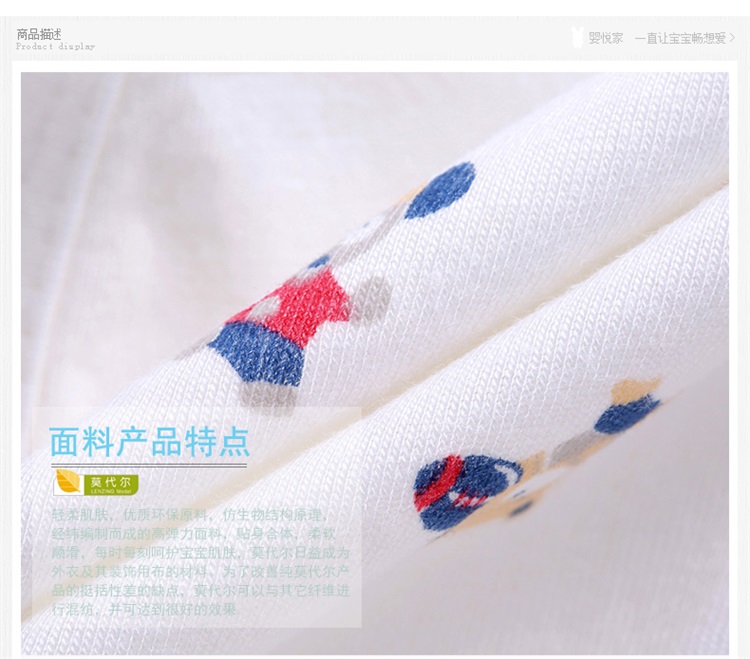 商品描述
Product display
婴悦家 一直让宝宝畅想爱 >
面料产品特点
莫代尔
LENZING Modal
轻柔肌肤，优质环保原料，仿生物结构原理，
经纬编制而成的高弹力面料，贴身合体，柔软
顺滑，每时每刻呵护宝宝肌肤，莫代尔日益成为
外衣及其装饰用布的材料。为了改善纯莫代尔产
品的挺括性差的缺点，莫代尔可以与其它纤维进
行混纺，并可达到很好的效果。